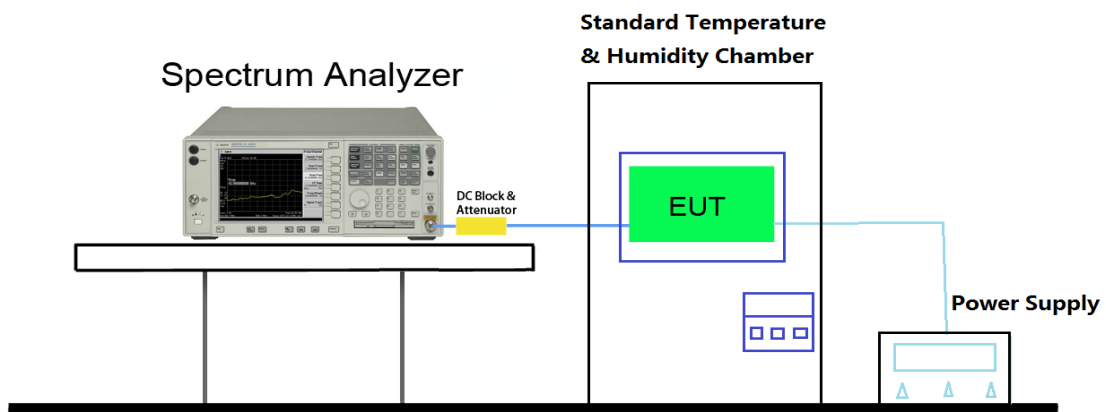 Standard Temperature
& Humidity Chamber
Spectrum Analyzer
DC Block &
Attenuator
EUT
Power Supply